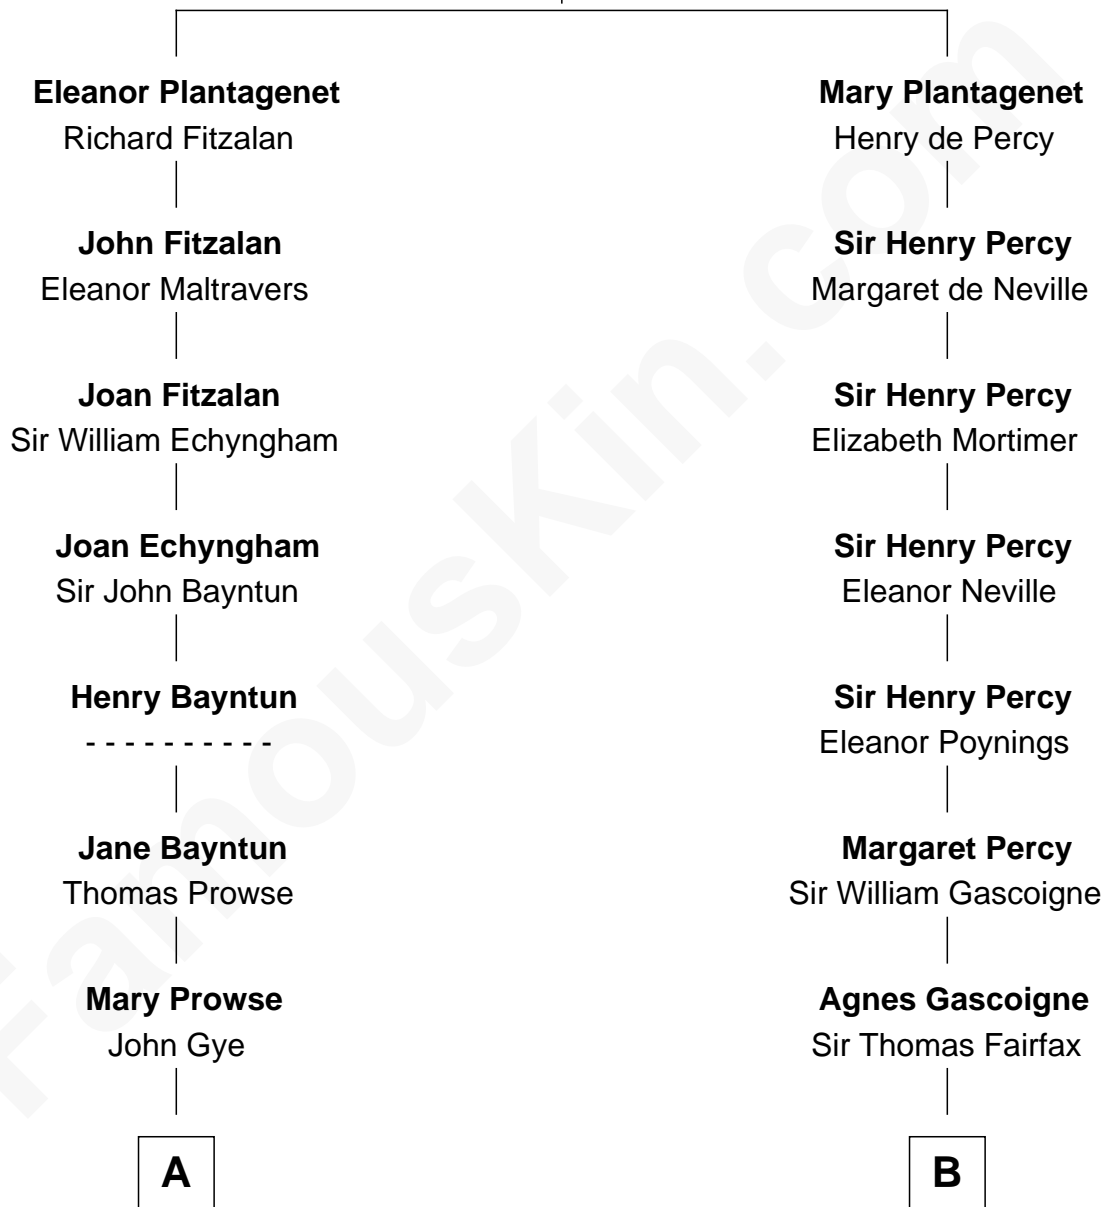 Eleanor Plantagenet
Richard Fitzalan
John Fitzalan
Eleanor Maltravers
Joan Fitzalan
Sir William Echyngham
Joan Echyngham
Sir John Bayntun
Henry Bayntun
- - - - - - - - - -
Jane Bayntun
Thomas Prowse
Mary Prowse
John Gye
A
Mary Plantagenet
Henry de Percy
Sir Henry Percy
Margaret de Neville
Sir Henry Percy
Elizabeth Mortimer
Sir Henry Percy
Eleanor Neville
Sir Henry Percy
Eleanor Poynings
Margaret Percy
Sir William Gascoigne
Agnes Gascoigne
Sir Thomas Fairfax
B
FamousKin.com